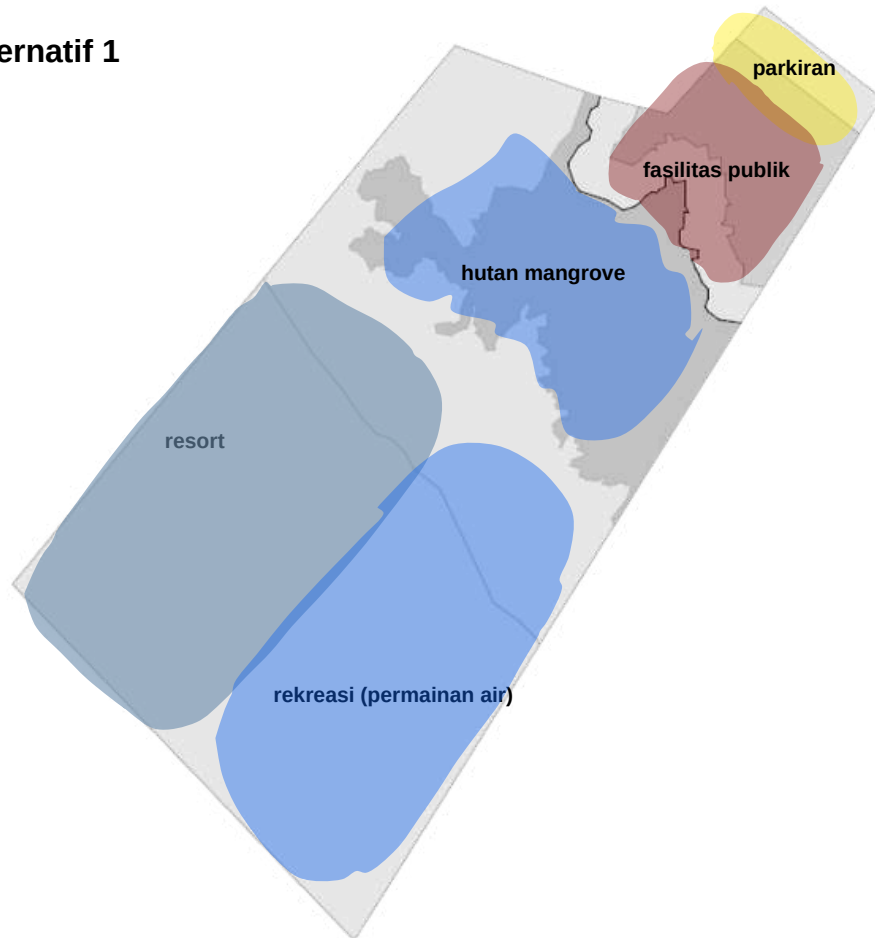 ernatif 1
parkiran
fasilitas publik
hutan mangrove
resort
rekreasi (permainan air)